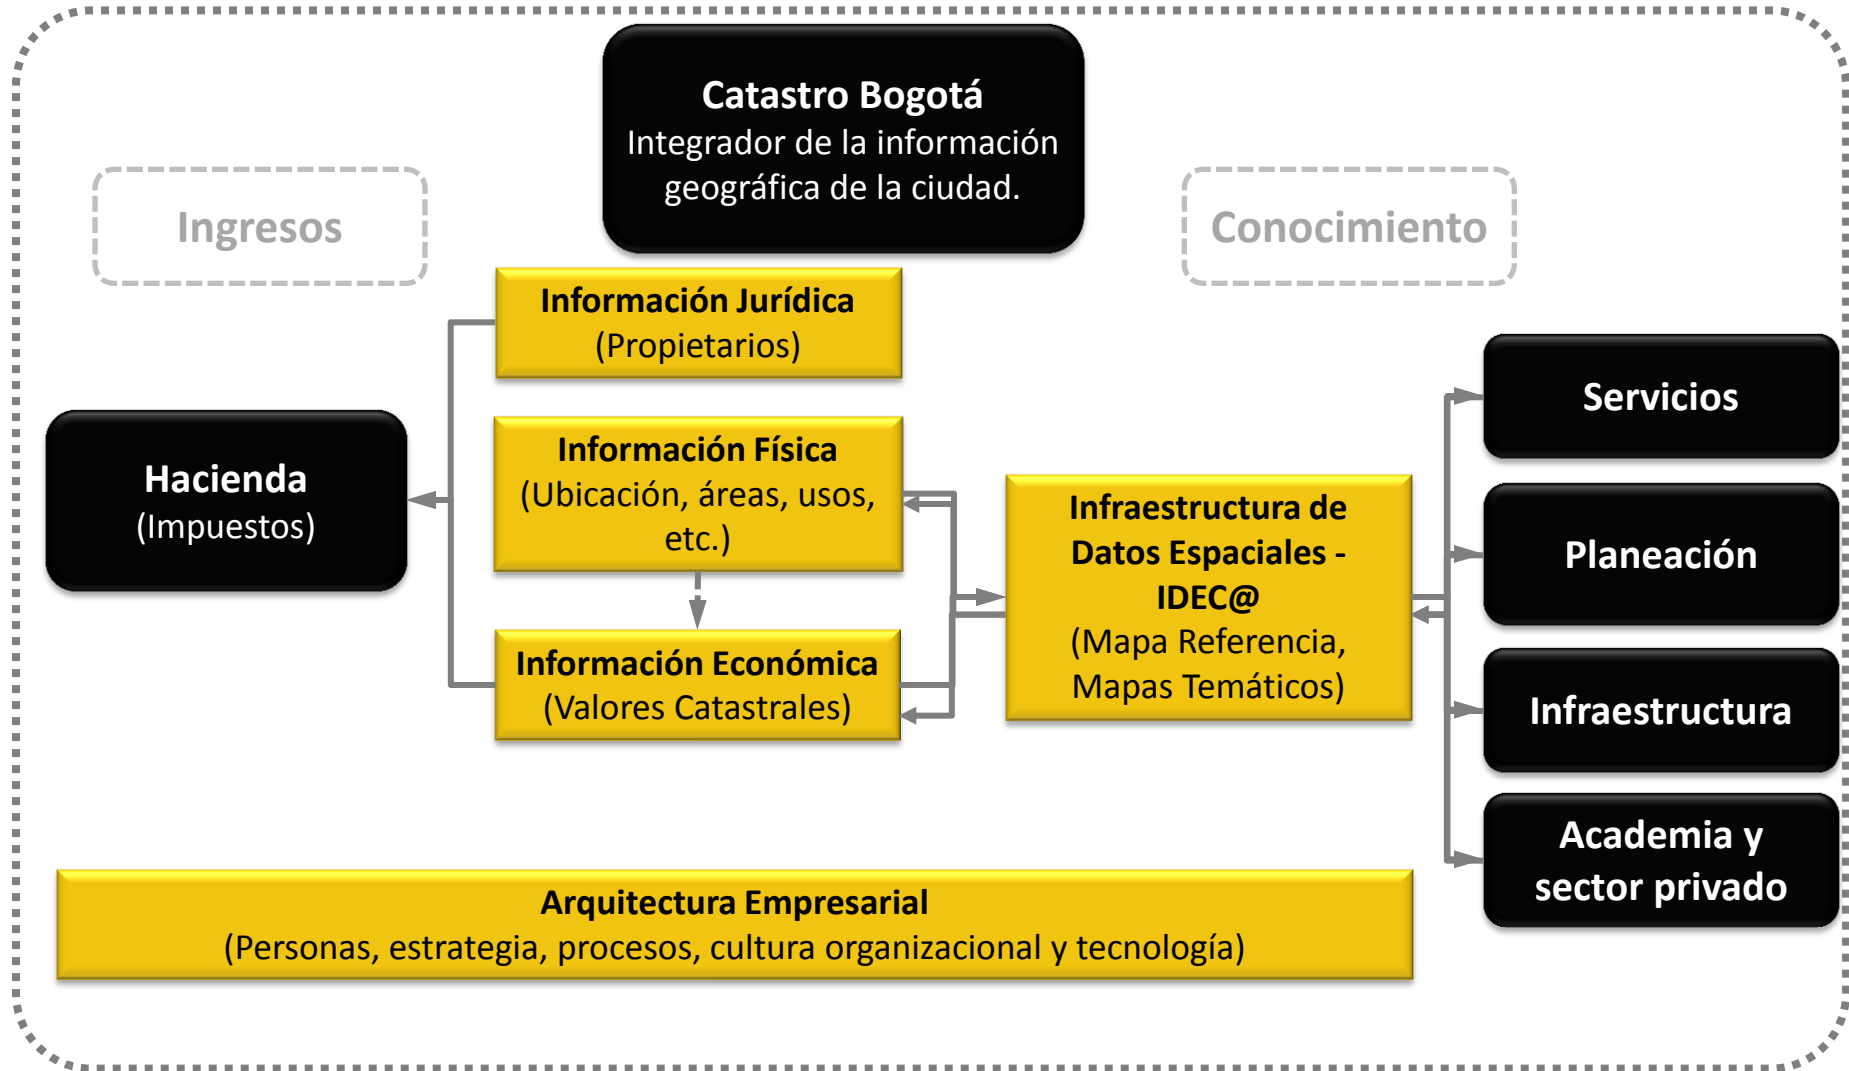 Catastro Bogotá
Integrador de la información
geográfica de la ciudad.
Ingresos
Conocimiento
Información Jurídica
(Propietarios)
Hacienda
(Impuestos)
Información Física
(Ubicación, áreas, usos,
etc.)
Información Económica
(Valores Catastrales)
Infraestructura de
Datos Espaciales -
IDEC@
(Mapa Referencia,
Mapas Temáticos)
Servicios
Planeación
Infraestructura
Academia y
sector privado
Arquitectura Empresarial
(Personas, estrategia, procesos, cultura organizacional y tecnología)